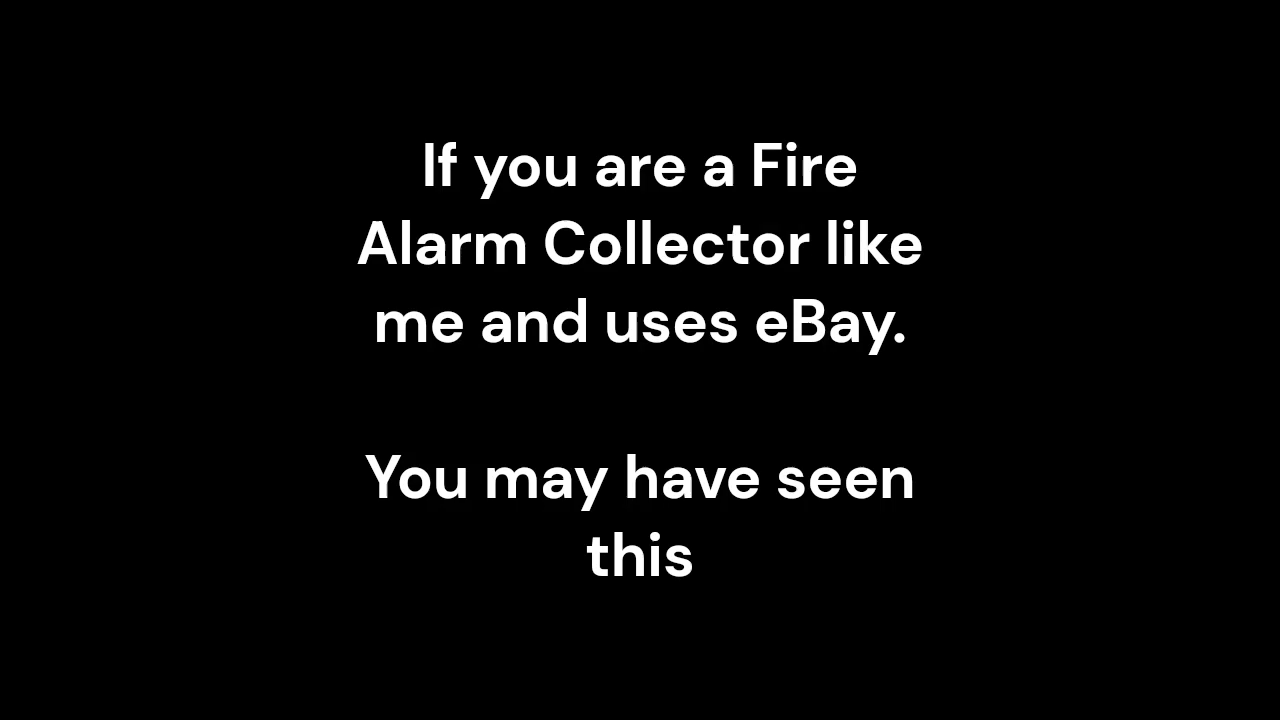 If you are a Fire
Alarm Collector like
me and uses eBay.
You may have seen
this